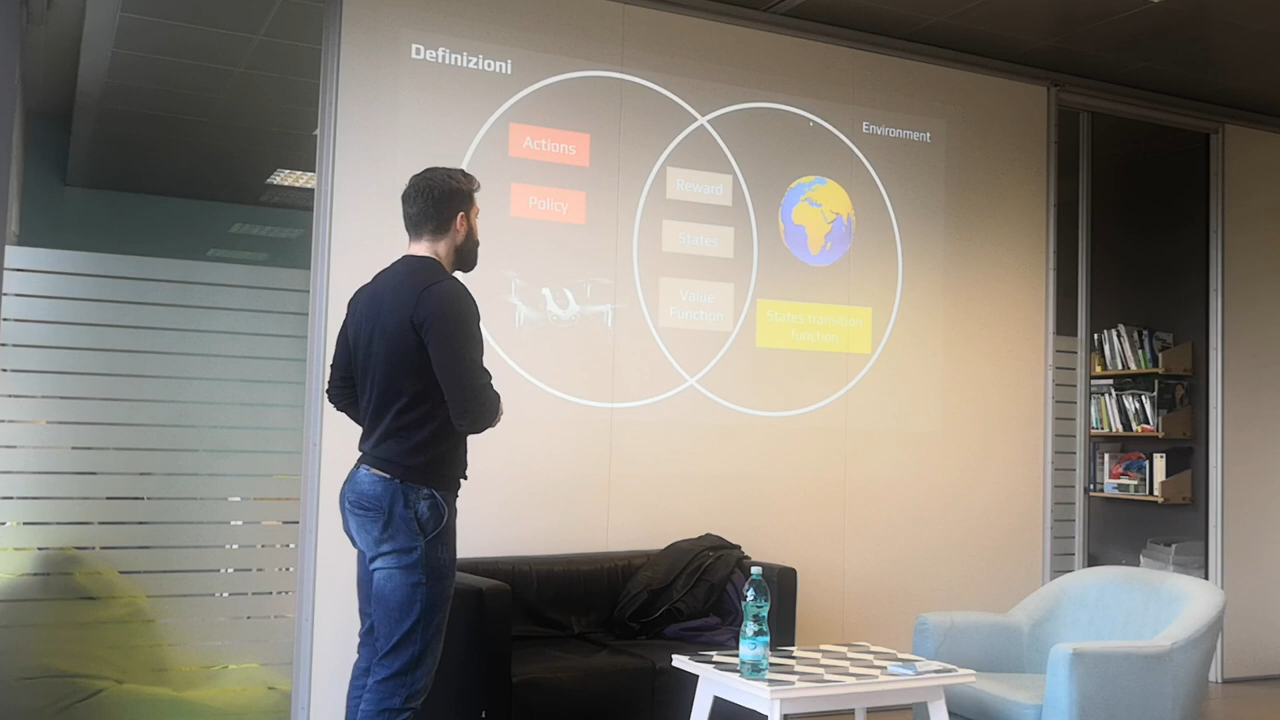 Definizioni
Environment
Actions
Reward
Policy
States
Value
Function
States transition
function